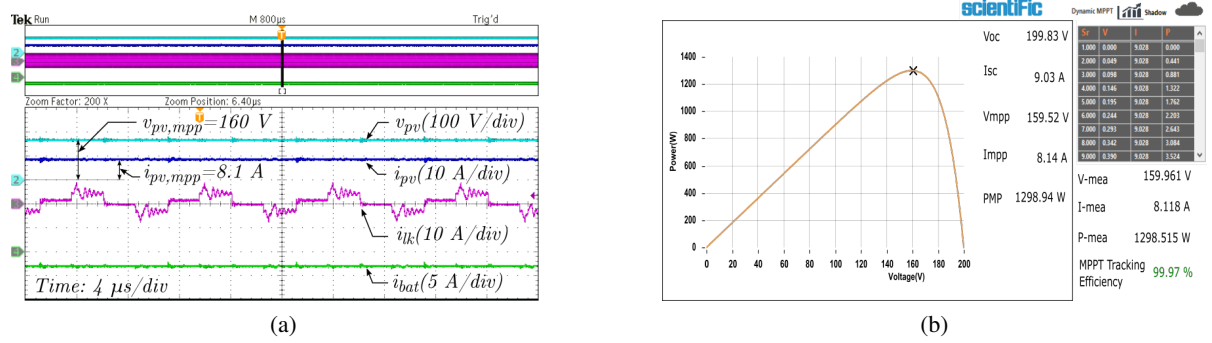 Tek Run M 800µs Trig'd
T
2
3
4
Zoom Factor: 200 X Zoom Position: 6.40µs
T
v_pv,mpp=160 V
v_pv(100 V/div)
i_pv,mpp=8.1 A
i_pv(10 A/div)
2
3
i_lk(10 A/div)
4
i_bat(5 A/div)
Time: 4 µs/div
(a)
scientific Dynamic MPPT Shadow
Voc 199.83 V
Isc 9.03 A
Vmpp 159.52 V
Impp 8.14 A
PMP 1298.94 W
Power(W)
1400
1200
1000
800
600
400
200
0
0 20 40 60 80 100 120 140 160 180 200
Voltage(V)
Sr V I P
1.000 0.000 9.028 0.000
2.000 0.049 9.028 0.441
3.000 0.098 9.028 0.881
4.000 0.146 9.028 1.322
5.000 0.195 9.028 1.762
6.000 0.244 9.028 2.203
7.000 0.293 9.028 2.643
8.000 0.342 9.028 3.084
9.000 0.390 9.028 3.524
V-mea 159.961 V
I-mea 8.118 A
P-mea 1298.515 W
MPPT Tracking
Efficiency 99.97 %
(b)